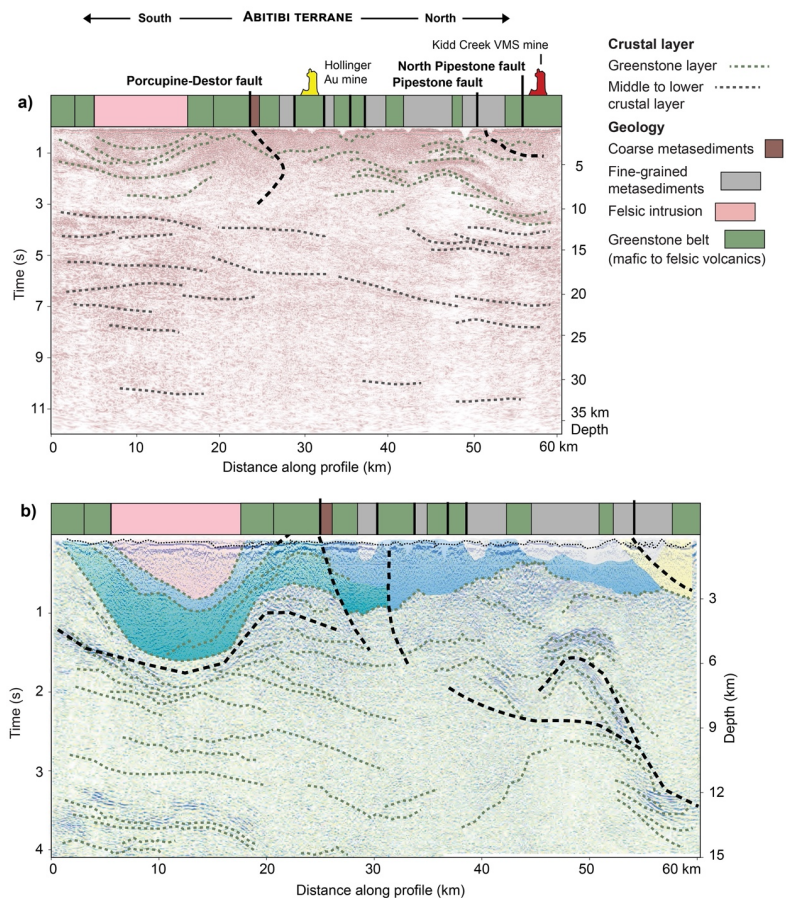 South ABITIBI TERRANE North
Kidd Creek VMS mine
Hollinger
Au mine
North Pipestone fault
Porcupine-Destor fault
Pipestone fault
Crustal layer
Greenstone layer
Middle to lower
crustal layer
Geology
Coarse metasediments
Fine-grained
metasediments
Felsic intrusion
Greenstone belt
(mafic to felsic volcanics)
a)
1
3
5
7
9
11
Time (s)
5
10
15
20
25
30
35 km
Depth
0 10 20 30 40 50 60 km
Distance along profile (km)
b)
1
2
3
4
Time (s)
3
6
9
12
15
Depth (km)
0 10 20 30 40 50 60 km
Distance along profile (km)